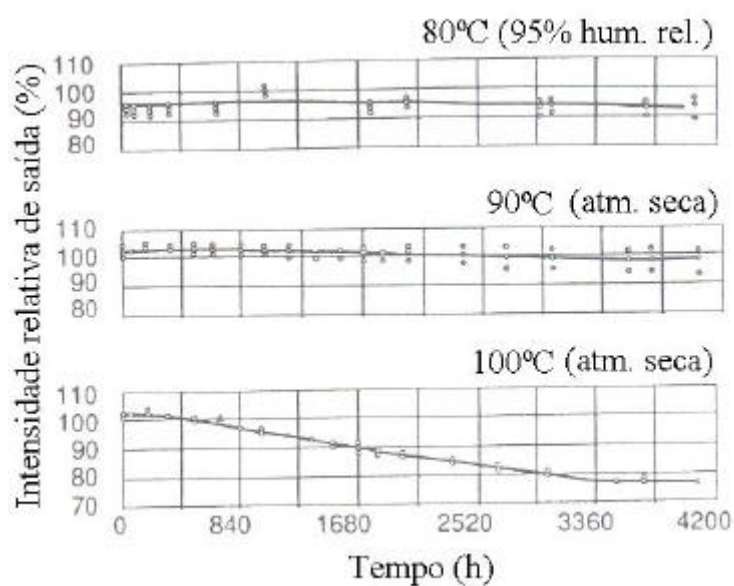 80ºC (95% hum. rel.)
110
100
90
80
90ºC (atm. seca)
110
100
90
80
100ºC (atm. seca)
110
100
90
80
70
0 840 1680 2520 3360 4200
Tempo (h)
Intensidade relativa de saída (%)